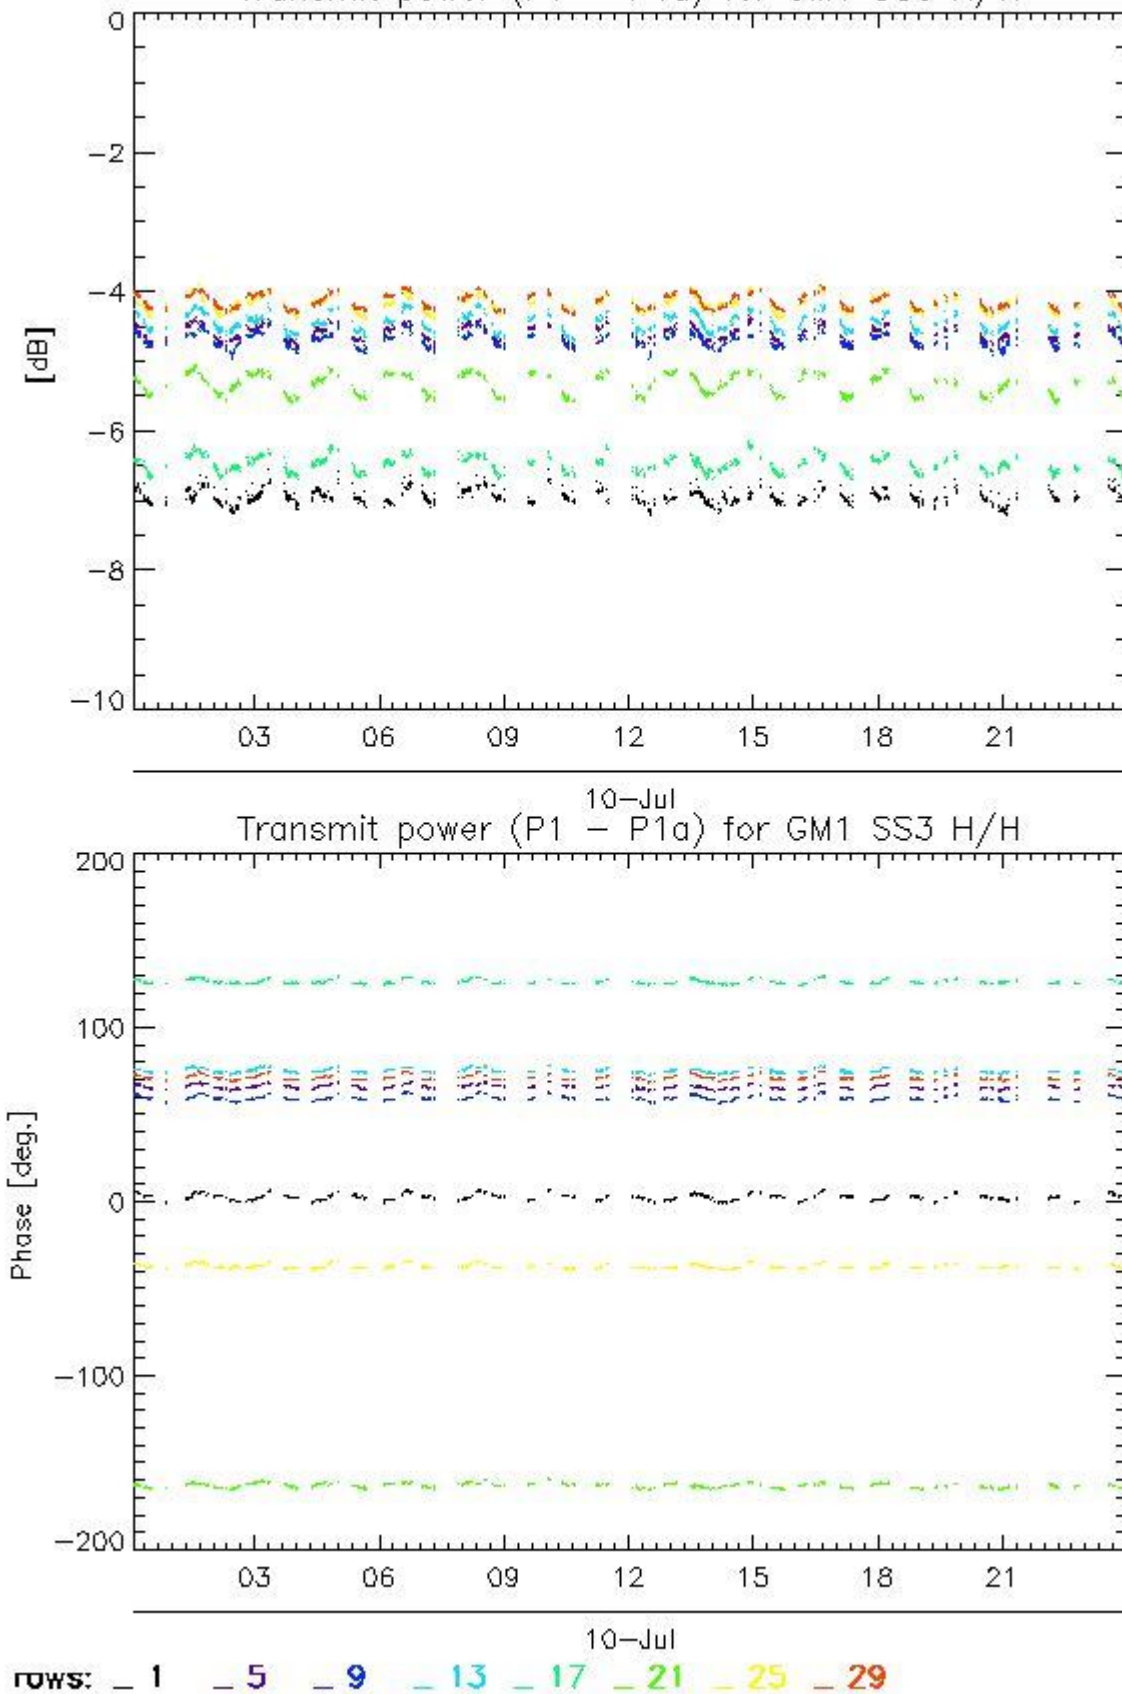 0
-2
-4
[dB]
-6
-8
-10
03 06 09 12 15 18 21
10-Jul
Transmit power (P1 - P1a) for GM1 SS3 H/H
200
100
Phase [deg.]
0
-100
-200
03 06 09 12 15 18 21
10-Jul
rows: _ 1 _ 5 _ 9 _ 13 _ 17 _ 21 _ 25 _ 29